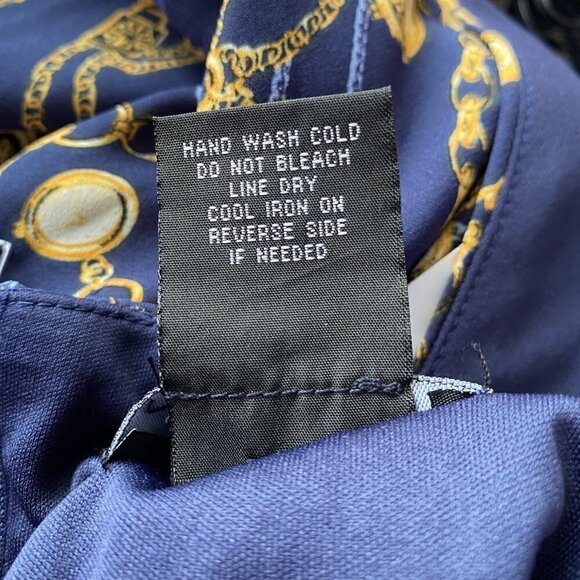 HAND WASH COLD
DO NOT BLEACH
LINE DRY
COOL IRON ON
REVERSE SIDE
IF NEEDED